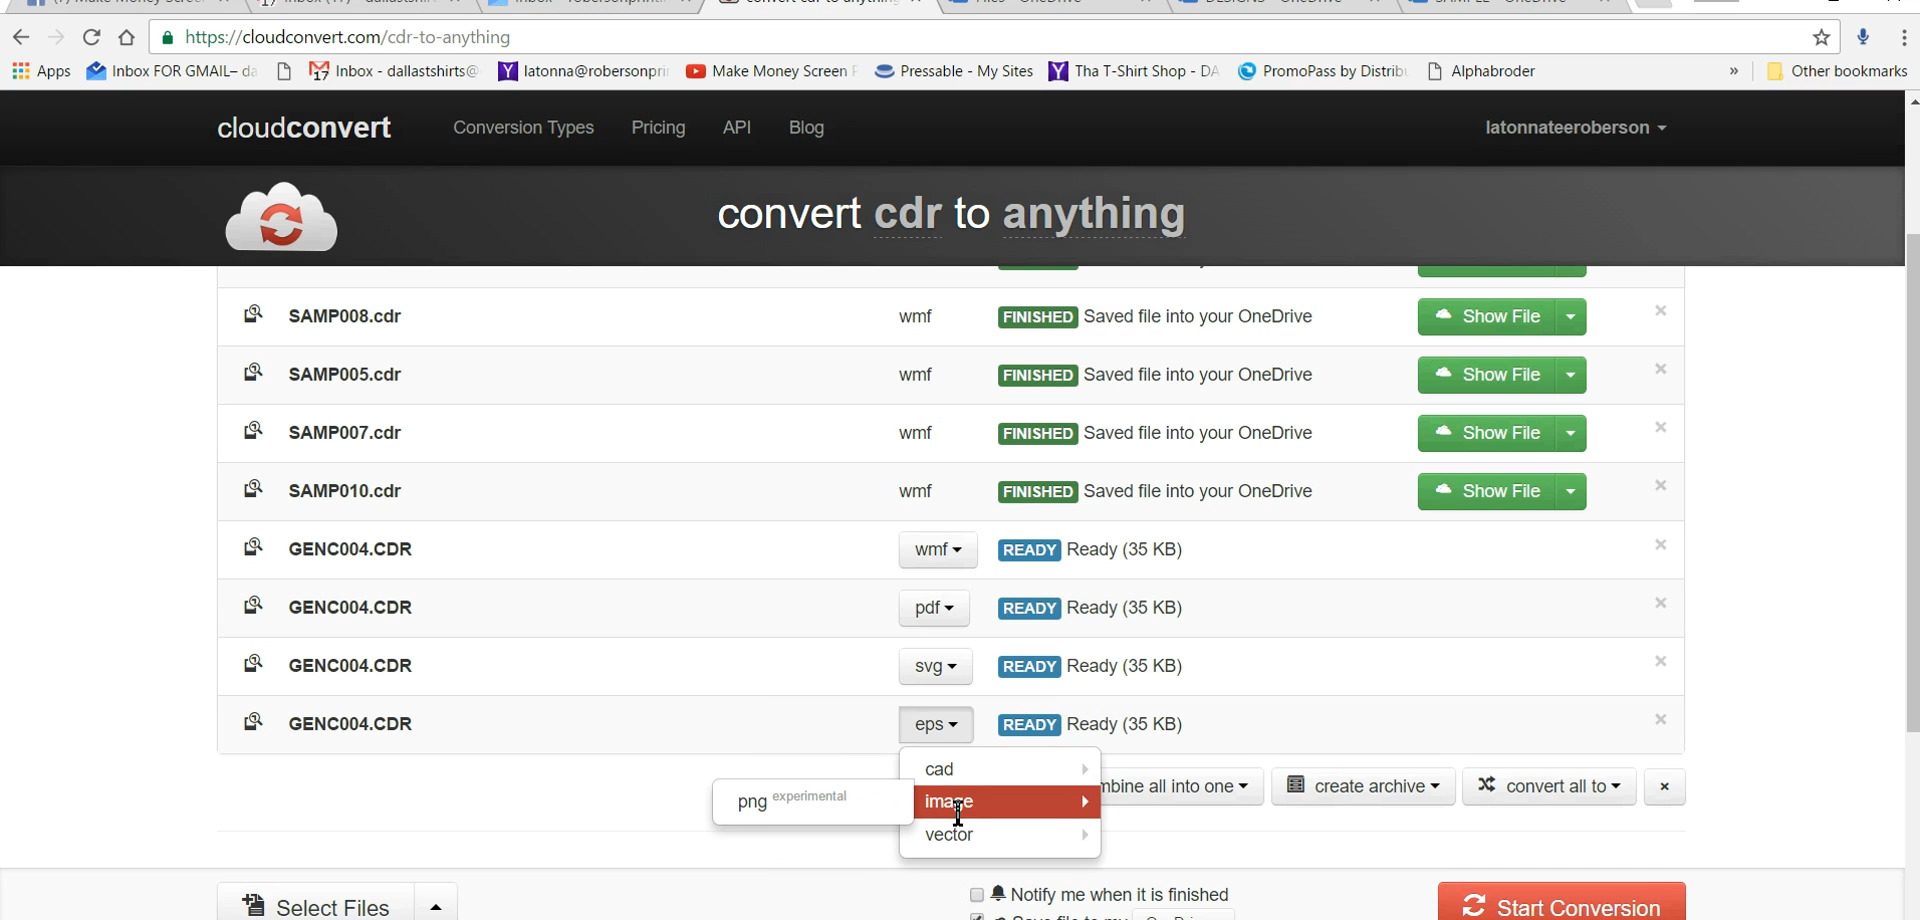 https://cloudconvert.com/cdr-to-anything
Apps Inbox FOR GMAIL– da Inbox - dallastshirts@ latonna@robersonpri Make Money Screen Pressable - My Sites Tha T-Shirt Shop - DA PromoPass by Distrib Alphabroder » Other bookmarks
cloudconvert Conversion Types Pricing API Blog latonnateeroberson
convert cdr to anything
SAMP008.cdr wmf FINISHED Saved file into your OneDrive Show File ×
SAMP005.cdr wmf FINISHED Saved file into your OneDrive Show File ×
SAMP007.cdr wmf FINISHED Saved file into your OneDrive Show File ×
SAMP010.cdr wmf FINISHED Saved file into your OneDrive Show File ×
GENC004.CDR wmf READY Ready (35 KB) ×
GENC004.CDR pdf READY Ready (35 KB) ×
GENC004.CDR svg READY Ready (35 KB) ×
GENC004.CDR eps READY Ready (35 KB) ×
cad
mbine all into one create archive convert all to ×
png experimental image
vector
Select Files Notify me when it is finished
Start Conversion